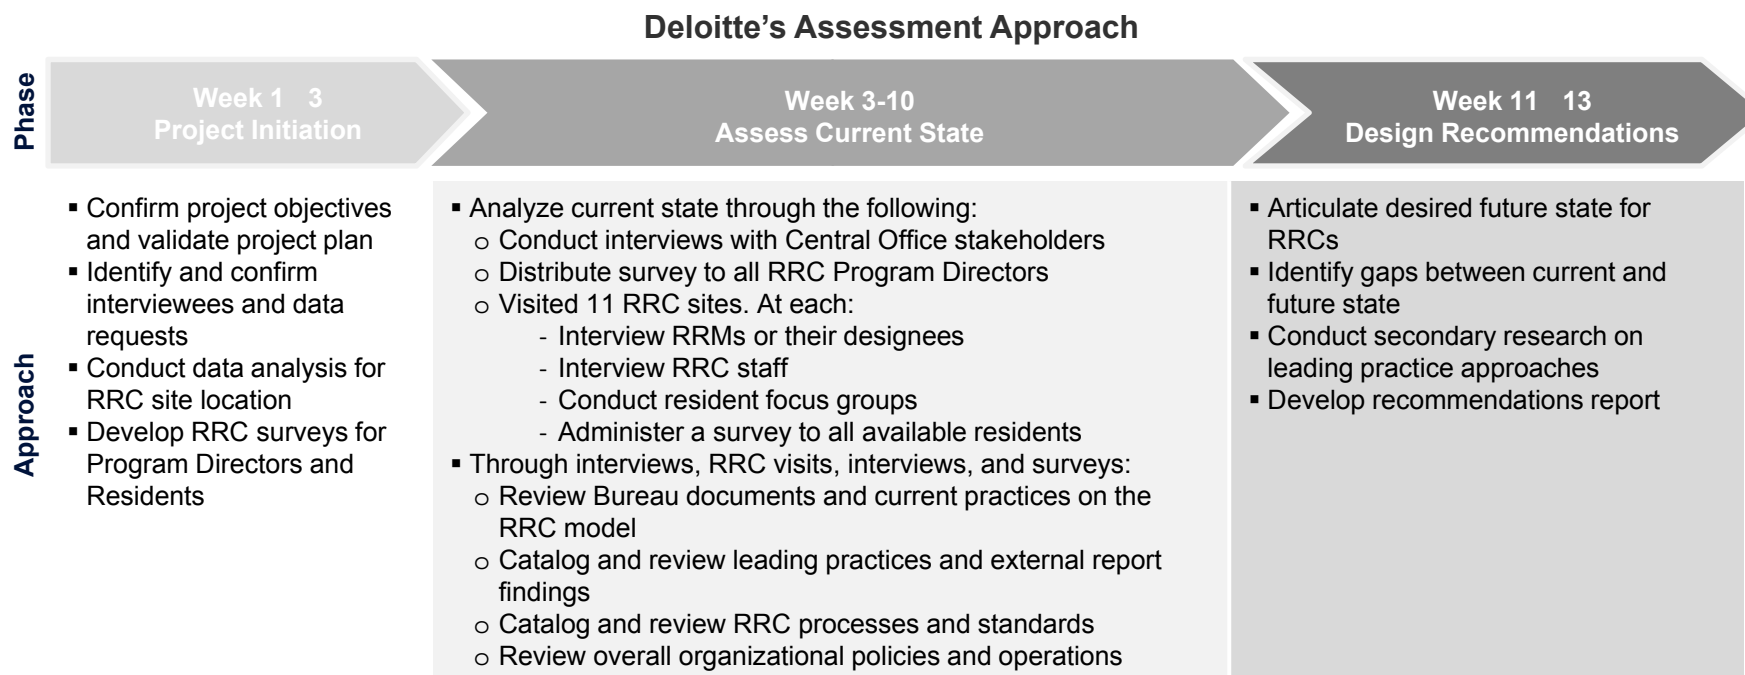 Deloitte’s Assessment Approach
Phase
Week 1 3
Project Initiation
Week 3-10
Assess Current State
Week 11 13
Design Recommendations
Approach
▪ Confirm project objectives
and validate project plan
▪ Identify and confirm
interviewees and data
requests
▪ Conduct data analysis for
RRC site location
▪ Develop RRC surveys for
Program Directors and
Residents
▪ Analyze current state through the following:
o Conduct interviews with Central Office stakeholders
o Distribute survey to all RRC Program Directors
o Visited 11 RRC sites. At each:
- Interview RRMs or their designees
- Interview RRC staff
- Conduct resident focus groups
- Administer a survey to all available residents
▪ Through interviews, RRC visits, interviews, and surveys:
o Review Bureau documents and current practices on the
RRC model
o Catalog and review leading practices and external report
findings
o Catalog and review RRC processes and standards
o Review overall organizational policies and operations
▪ Articulate desired future state for
RRCs
▪ Identify gaps between current and
future state
▪ Conduct secondary research on
leading practice approaches
▪ Develop recommendations report